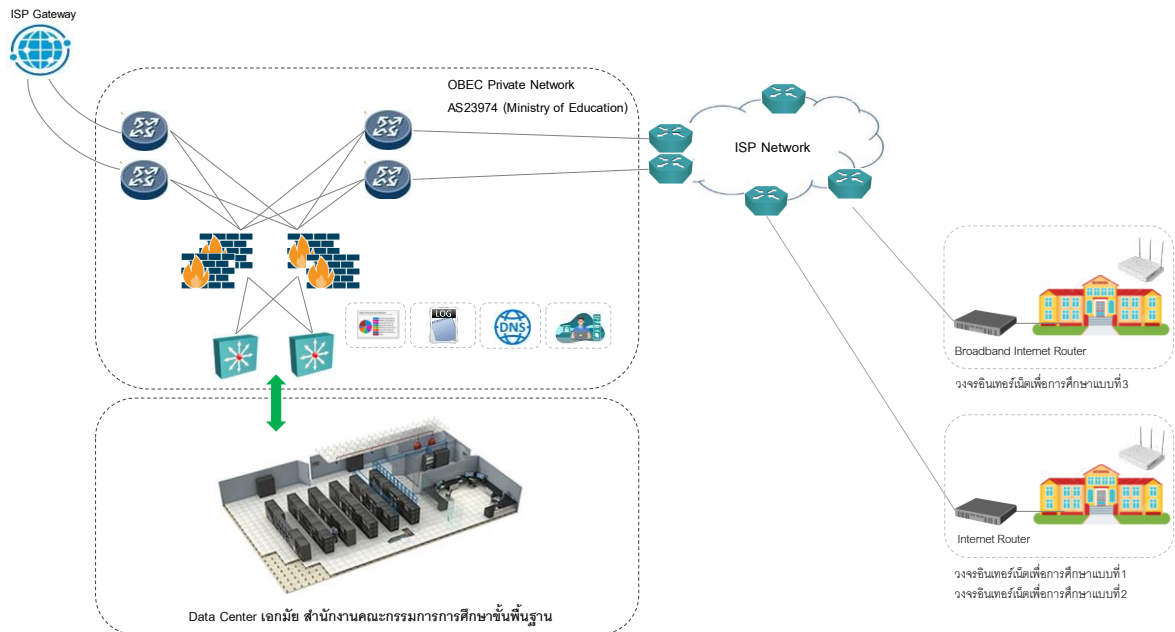 ISP Gateway
OBEC Private Network
AS23974 (Ministry of Education)
ISP Network
LOG
DNS
Broadband Internet Router
วงจรอินเทอร์เน็ตเพื่อการศึกษาแบบที่3
Internet Router
วงจรอินเทอร์เน็ตเพื่อการศึกษาแบบที่1
วงจรอินเทอร์เน็ตเพื่อการศึกษาแบบที่2
Data Center เอกมัย สำนักงานคณะกรรมการการศึกษาขั้นพื้นฐาน